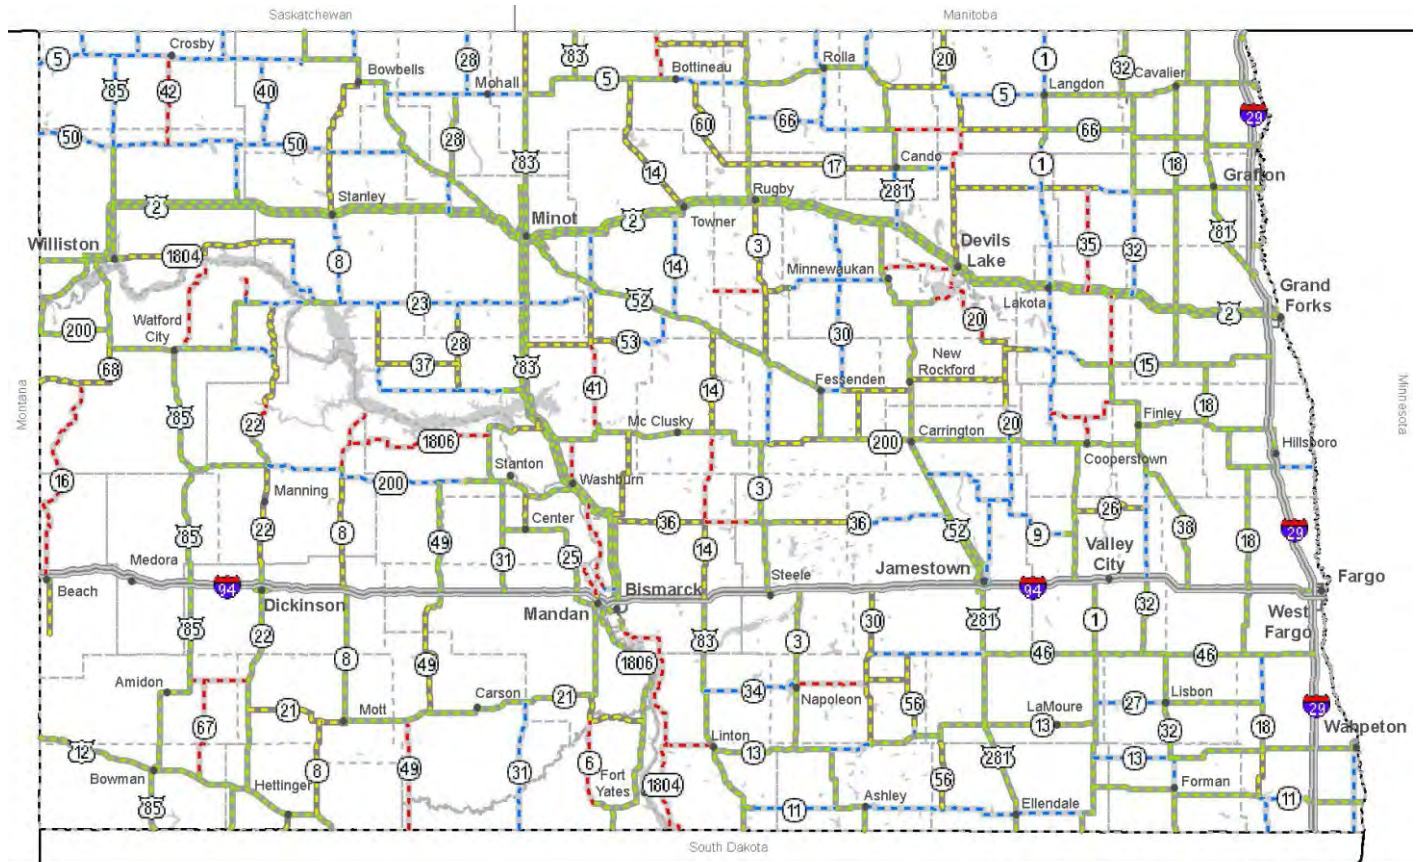 Saskatchewan
Manitoba
Crosby
83
Rolla
20
1
32
5
28
Bowbells
5
Bottineau
Cavalier
85
42
40
Mohall
5
Langdon
29
50
50
28
60
66
66
83
17
Cando
1
18
14
281
Grafton
2
Stanley
Rugby
Minot
2
Towner
81
Williston
1804
8
3
Devils
Lake
35
32
14
Minnewaukan
Grand
Forks
23
52
Lakota
2
200
Watford
City
30
20
28
53
New
Rockford
68
37
83
15
Montana
Minnesota
41
14
Fessenden
85
22
18
Mc Clusky
20
Finley
1806
200
Carrington
Hillsboro
Cooperstown
16
Stanton
Manning
200
Washburn
3
26
22
8
Center
36
36
52
38
85
49
9
29
25
14
Valley
City
18
Medora
31
Jamestown
Steele
94
94
Fargo
Beach
Dickinson
Bismarck
32
Mandan
West
Fargo
85
22
83
3
30
281
1
8
49
1806
46
46
Amidon
34
Carson
21
Napoleon
56
27
Lisbon
29
67
21
Mott
LaMoure
13
18
Wahpeton
12
Linton
13
32
281
13
Bowman
8
49
31
6
Fort
Yates
1804
56
Hettinger
Forman
85
11
Ashley
Ellendale
11
South Dakota